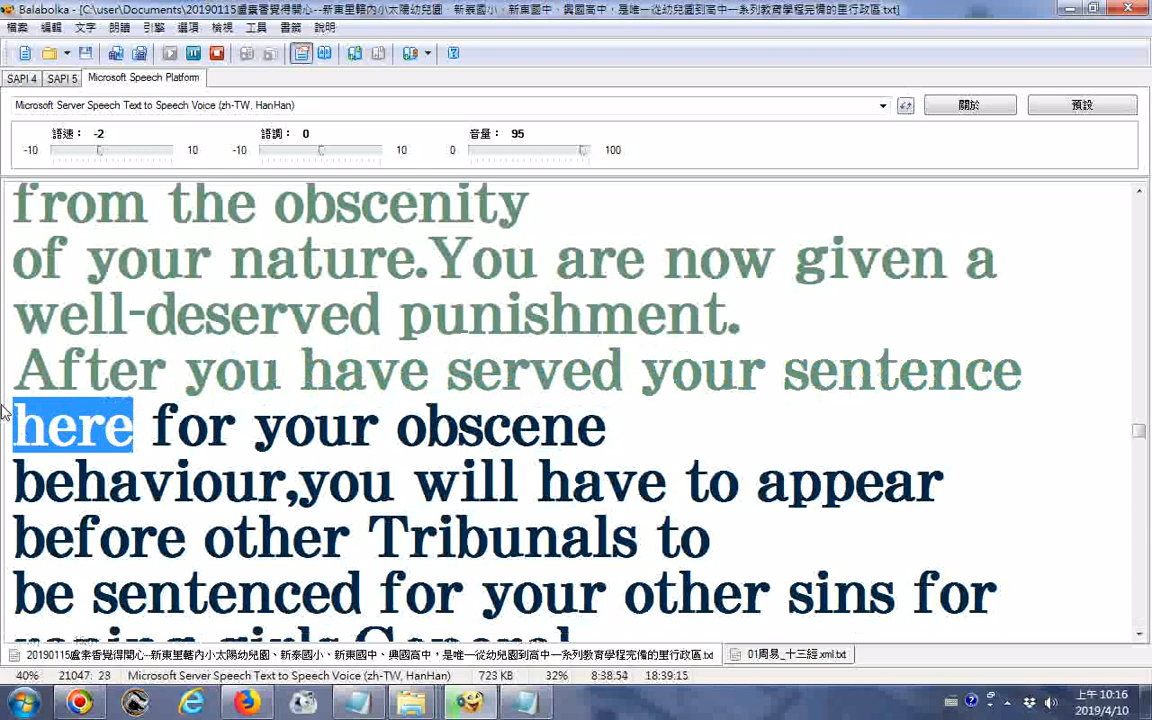 Balabolka - [C:\user\Documents\20190115盧素香覺得開心--新東里轄內小太陽幼兒園、新泰國小、新東國中、興國高中，是唯一從幼兒園到高中一系列教育學程完備的里行政區.txt]
檔案 編輯 文字 朗讀 引擎 選項 檢視 工具 書籤 說明
SAPI 4 SAPI 5 Microsoft Speech Platform
Microsoft Server Speech Text to Speech Voice (zh-TW, HanHan) 關於 預設
語速： -2 語調： 0 音量： 95
-10 10 -10 10 0 100
from the obscenity
of your nature.You are now given a
well-deserved punishment.
After you have served your sentence
here for your obscene
behaviour,you will have to appear
before other Tribunals to
be sentenced for your other sins for
20190115盧素香覺得開心--新東里轄內小太陽幼兒園、新泰國小、新東國中、興國高中，是唯一從幼兒園到高中一系列教育學程完備的里行政區.txt 01周易_十三經.xml.txt
40% 21047: 23 Microsoft Server Speech Text to Speech Voice (zh-TW, HanHan) 723 KB 32% 8:38.54 18:39:15
上午 10:16
2019/4/10